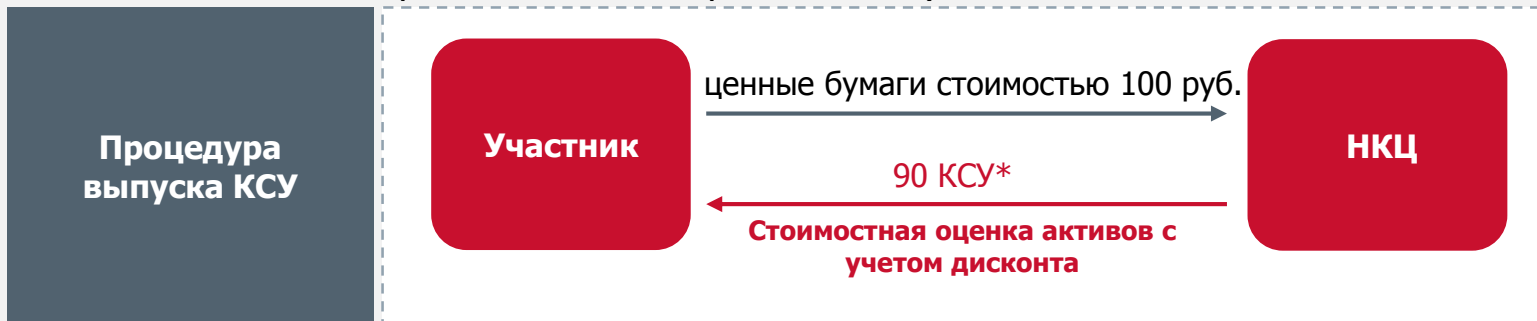 Процедура
выпуска КСУ
Участник
ценные бумаги стоимостью 100 руб.
90 КСУ*
Стоимостная оценка активов с
учетом дисконта
НКЦ